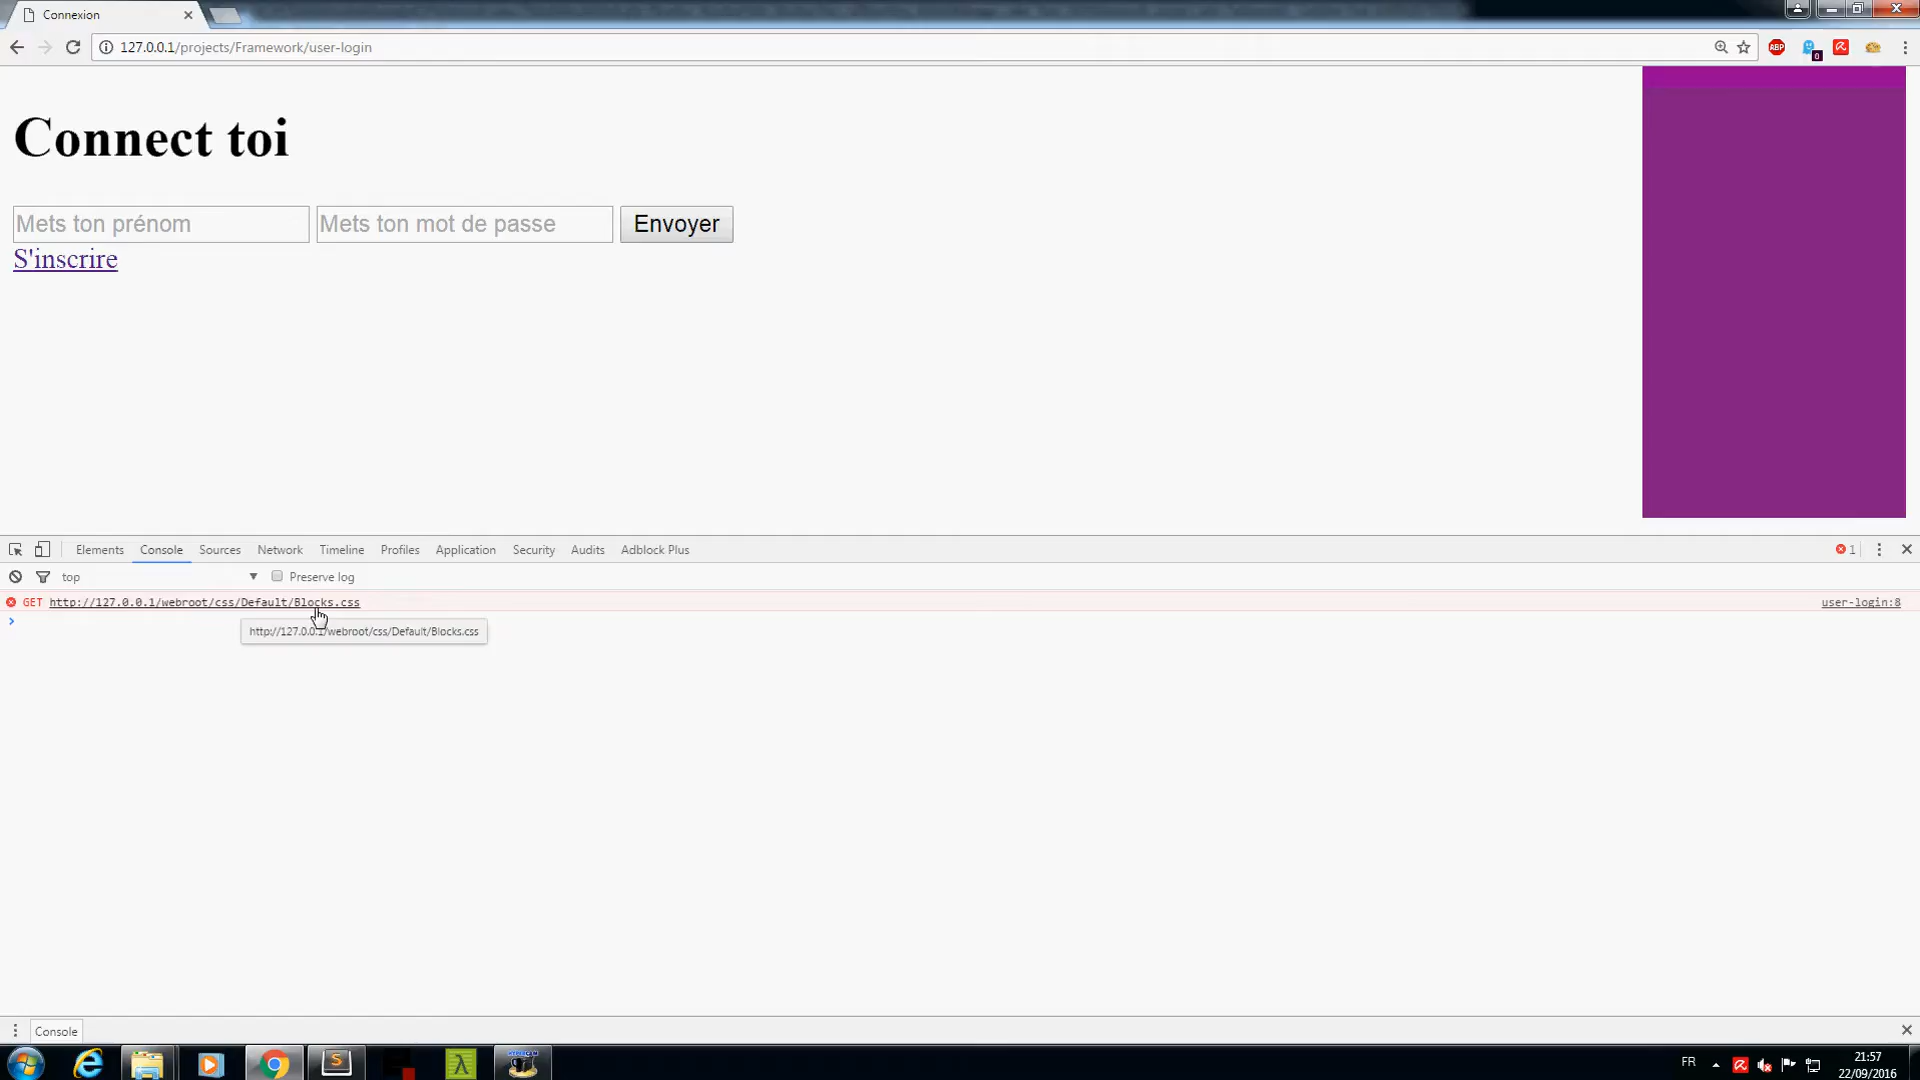 Connexion
127.0.0.1/projects/Framework/user-login
ABP
0
Connect toi
Mets ton prénom Mets ton mot de passe Envoyer
S'inscrire
Elements Console Sources Network Timeline Profiles Application Security Audits Adblock Plus 1
top Preserve log
GET http://127.0.0.1/webroot/css/Default/Blocks.css user-login:8
http://127.0.0.1/webroot/css/Default/Blocks.css
Console
FR
21:57
22/09/2016